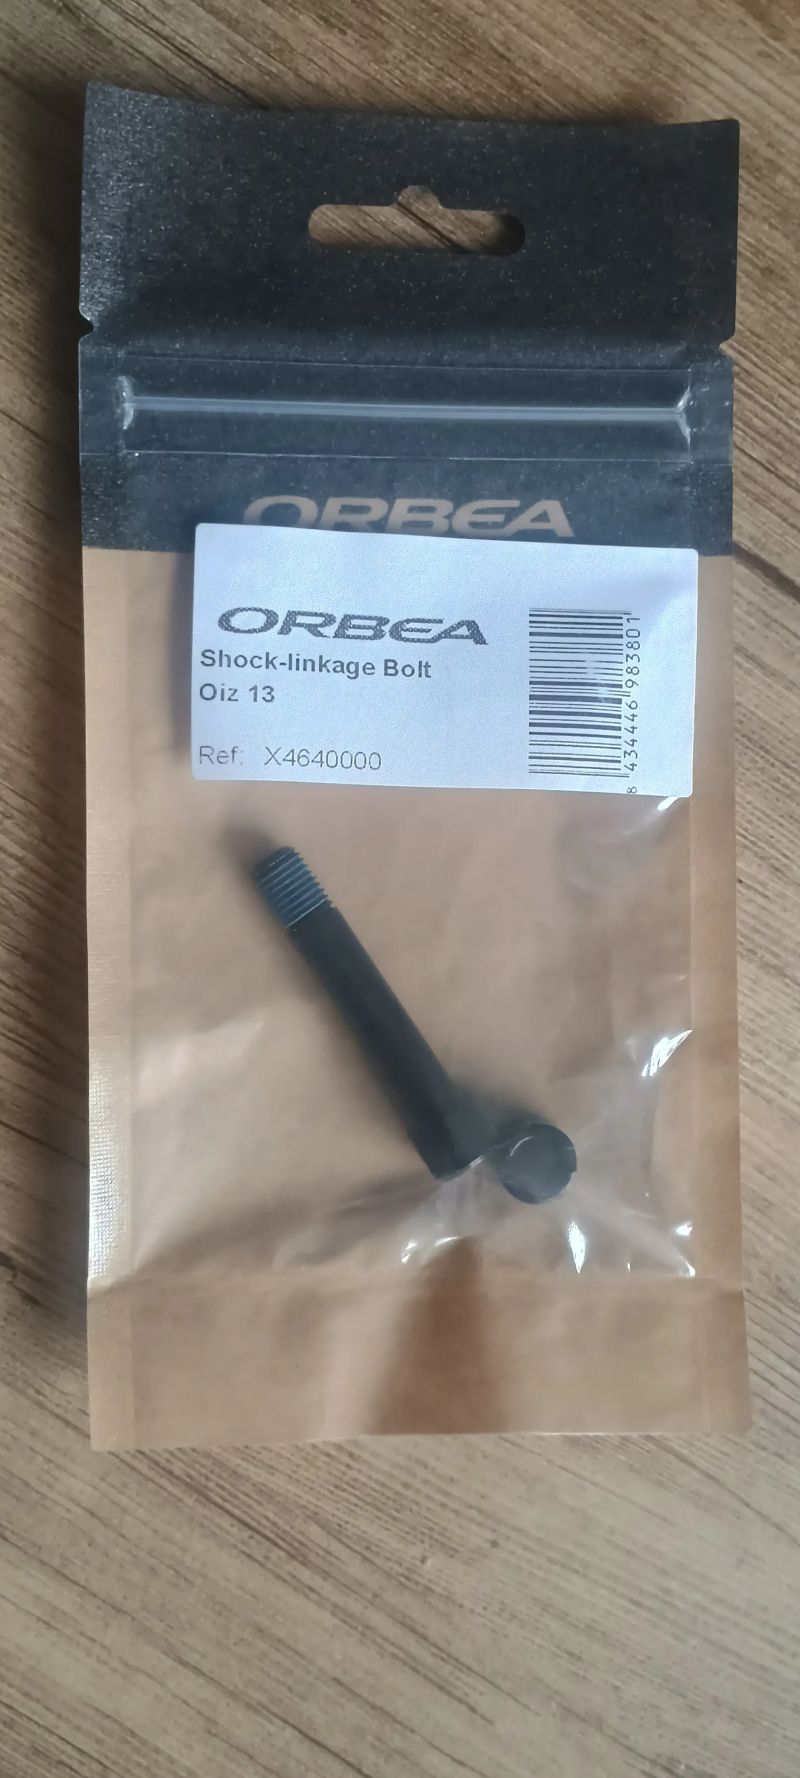 ORBEA
ORBEA
Shock-linkage Bolt
Oiz 13
Ref: X4640000
8 434446 983801